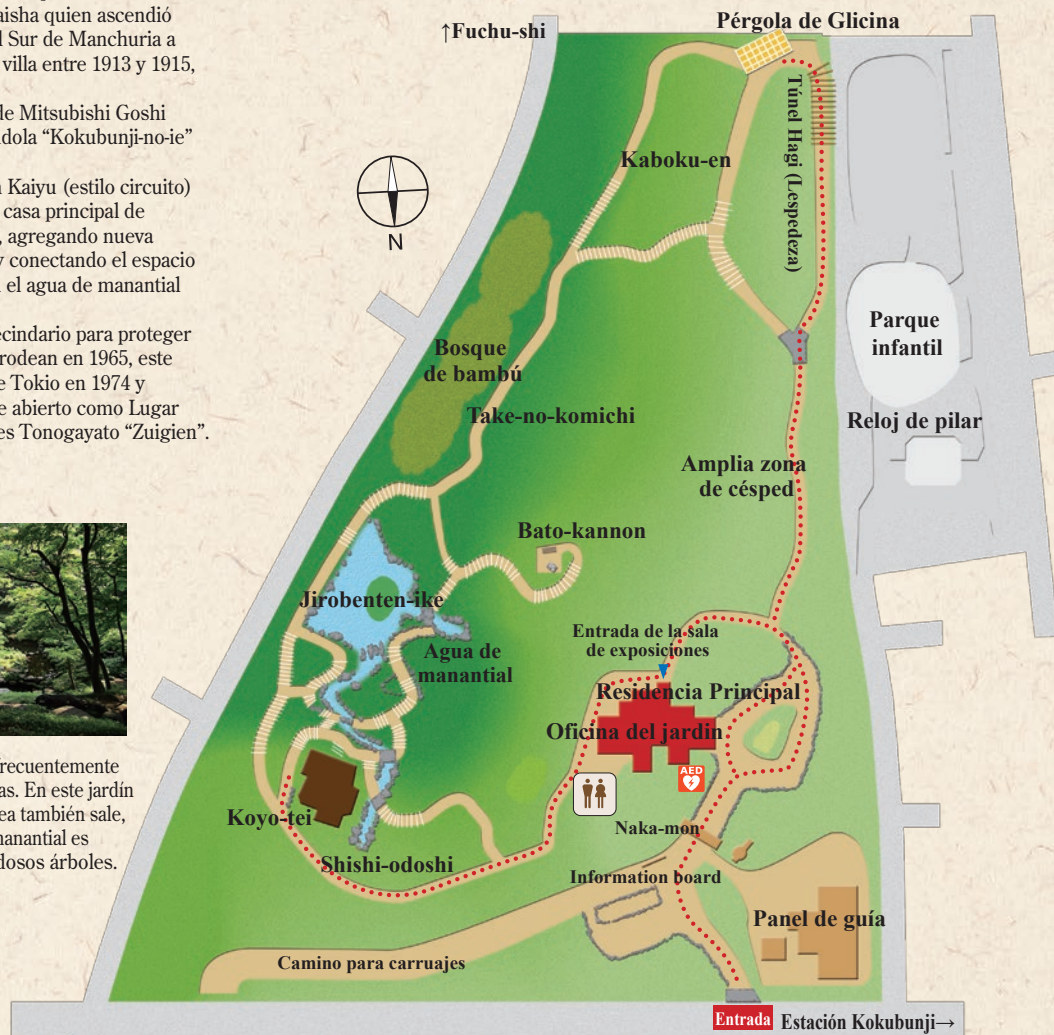 aisha quien ascendió
l Sur de Manchuria a
villa entre 1913 y 1915,
de Mitsubishi Goshi
ndola “Kokubunji-no-ie”
n Kaiyu (estilo circuito)
casa principal de
, agregando nueva
y conectando el espacio
el agua de manantial
ecindario para proteger
rodean en 1965, este
e Tokio en 1974 y
e abierto como Lugar
es Tonogayato “Zuigien”.
recuentemente
as. En este jardín
ea también sale,
manantial es
dosos árboles.
↑Fuchu-shi
Pérgola de Glicina
Túnel Hagi (Lespedeza)
Kaboku-en
N
Parque
infantil
Bosque
de bambú
Take-no-komichi
Reloj de pilar
Amplia zona
de césped
Bato-kannon
Jirobenten-ike
Agua de
manantial
Entrada de la sala
de exposiciones
Residencia Principal
Oficina del jardin
AED
Koyo-tei
Shishi-odoshi
Naka-mon
Information board
Panel de guía
Camino para carruajes
Entrada Estación Kokubunji→